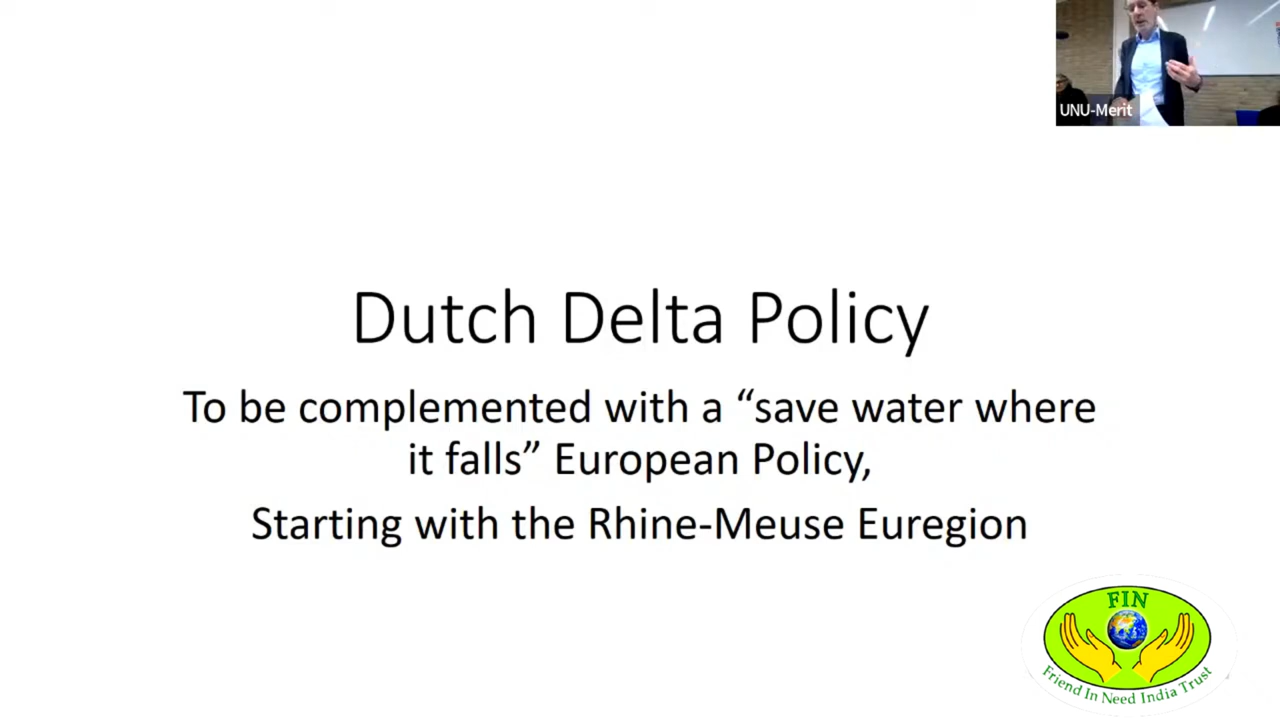 UNU-Merit
Dutch Delta Policy
To be complemented with a “save water where
it falls” European Policy,
Starting with the Rhine-Meuse Euregion
FIN
Friend In Need India Trust